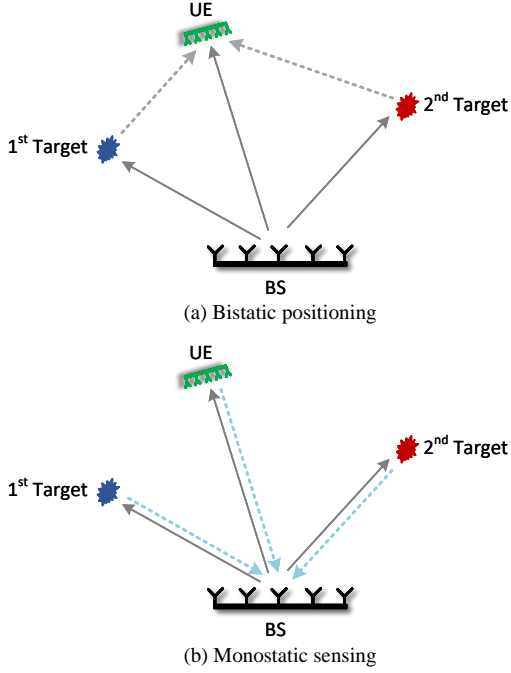 UE
2nd Target
1st Target
BS
(a) Bistatic positioning
UE
2nd Target
1st Target
BS
(b) Monostatic sensing